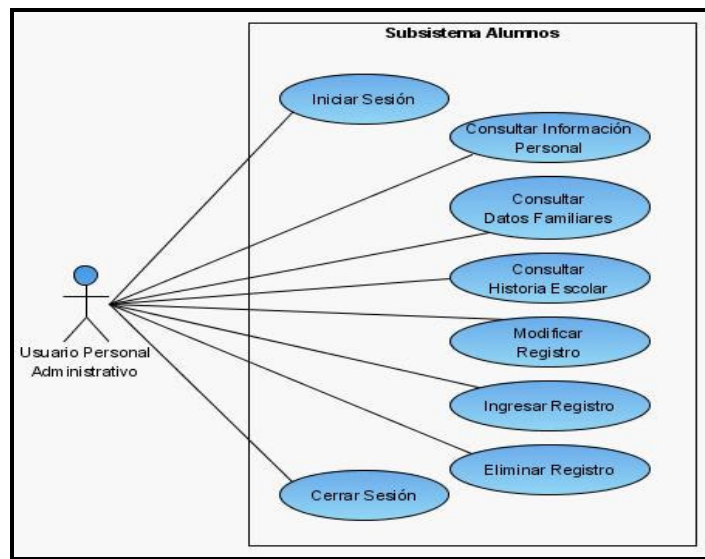 Subsistema Alumnos
Iniciar Sesión
Consultar Información
Personal
Consultar
Datos Familiares
Consultar
Historia Escolar
Modificar
Registro
Ingresar Registro
Eliminar Registro
Cerrar Sesión
Usuario Personal
Administrativo